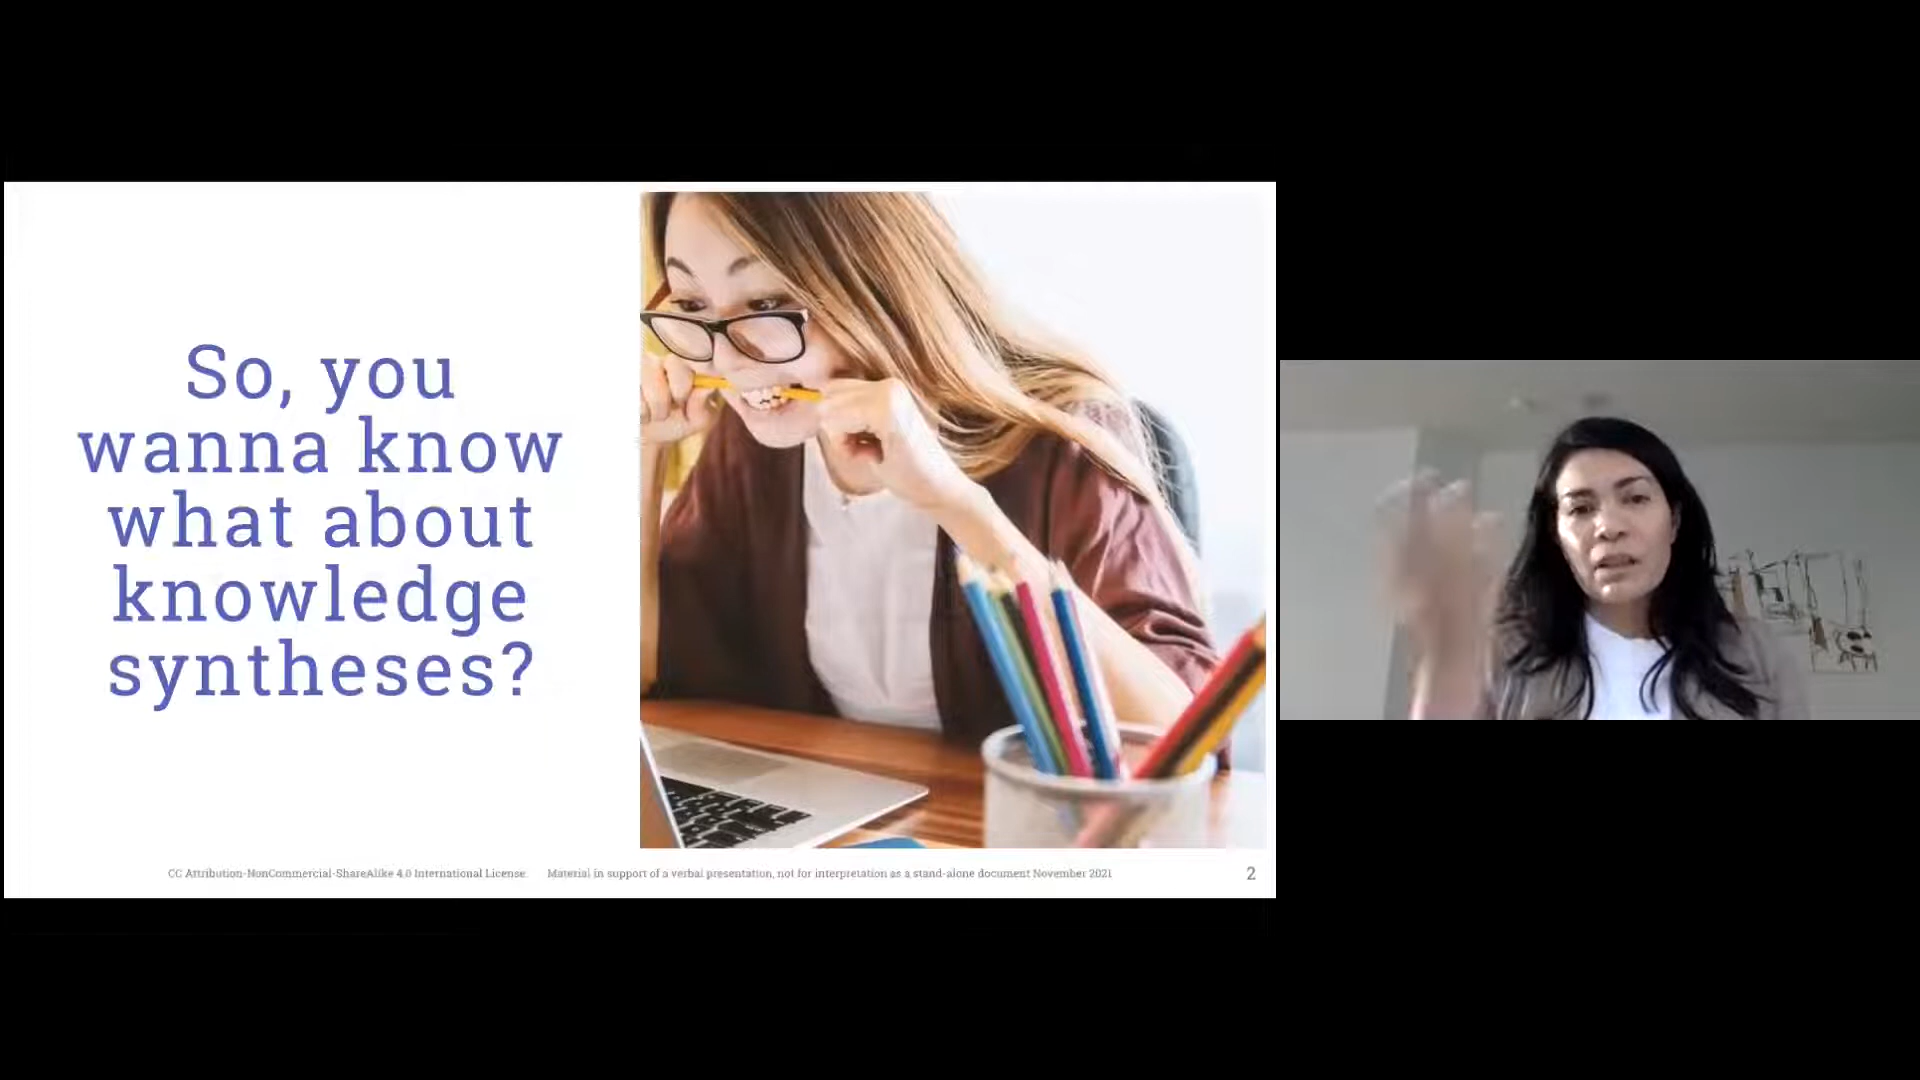 So, you
wanna know
what about
knowledge
syntheses?
CC Attribution-NonCommercial-ShareAlike 4.0 International License. Material in support of a verbal presentation, not for interpretation as a stand-alone document November 2021
2